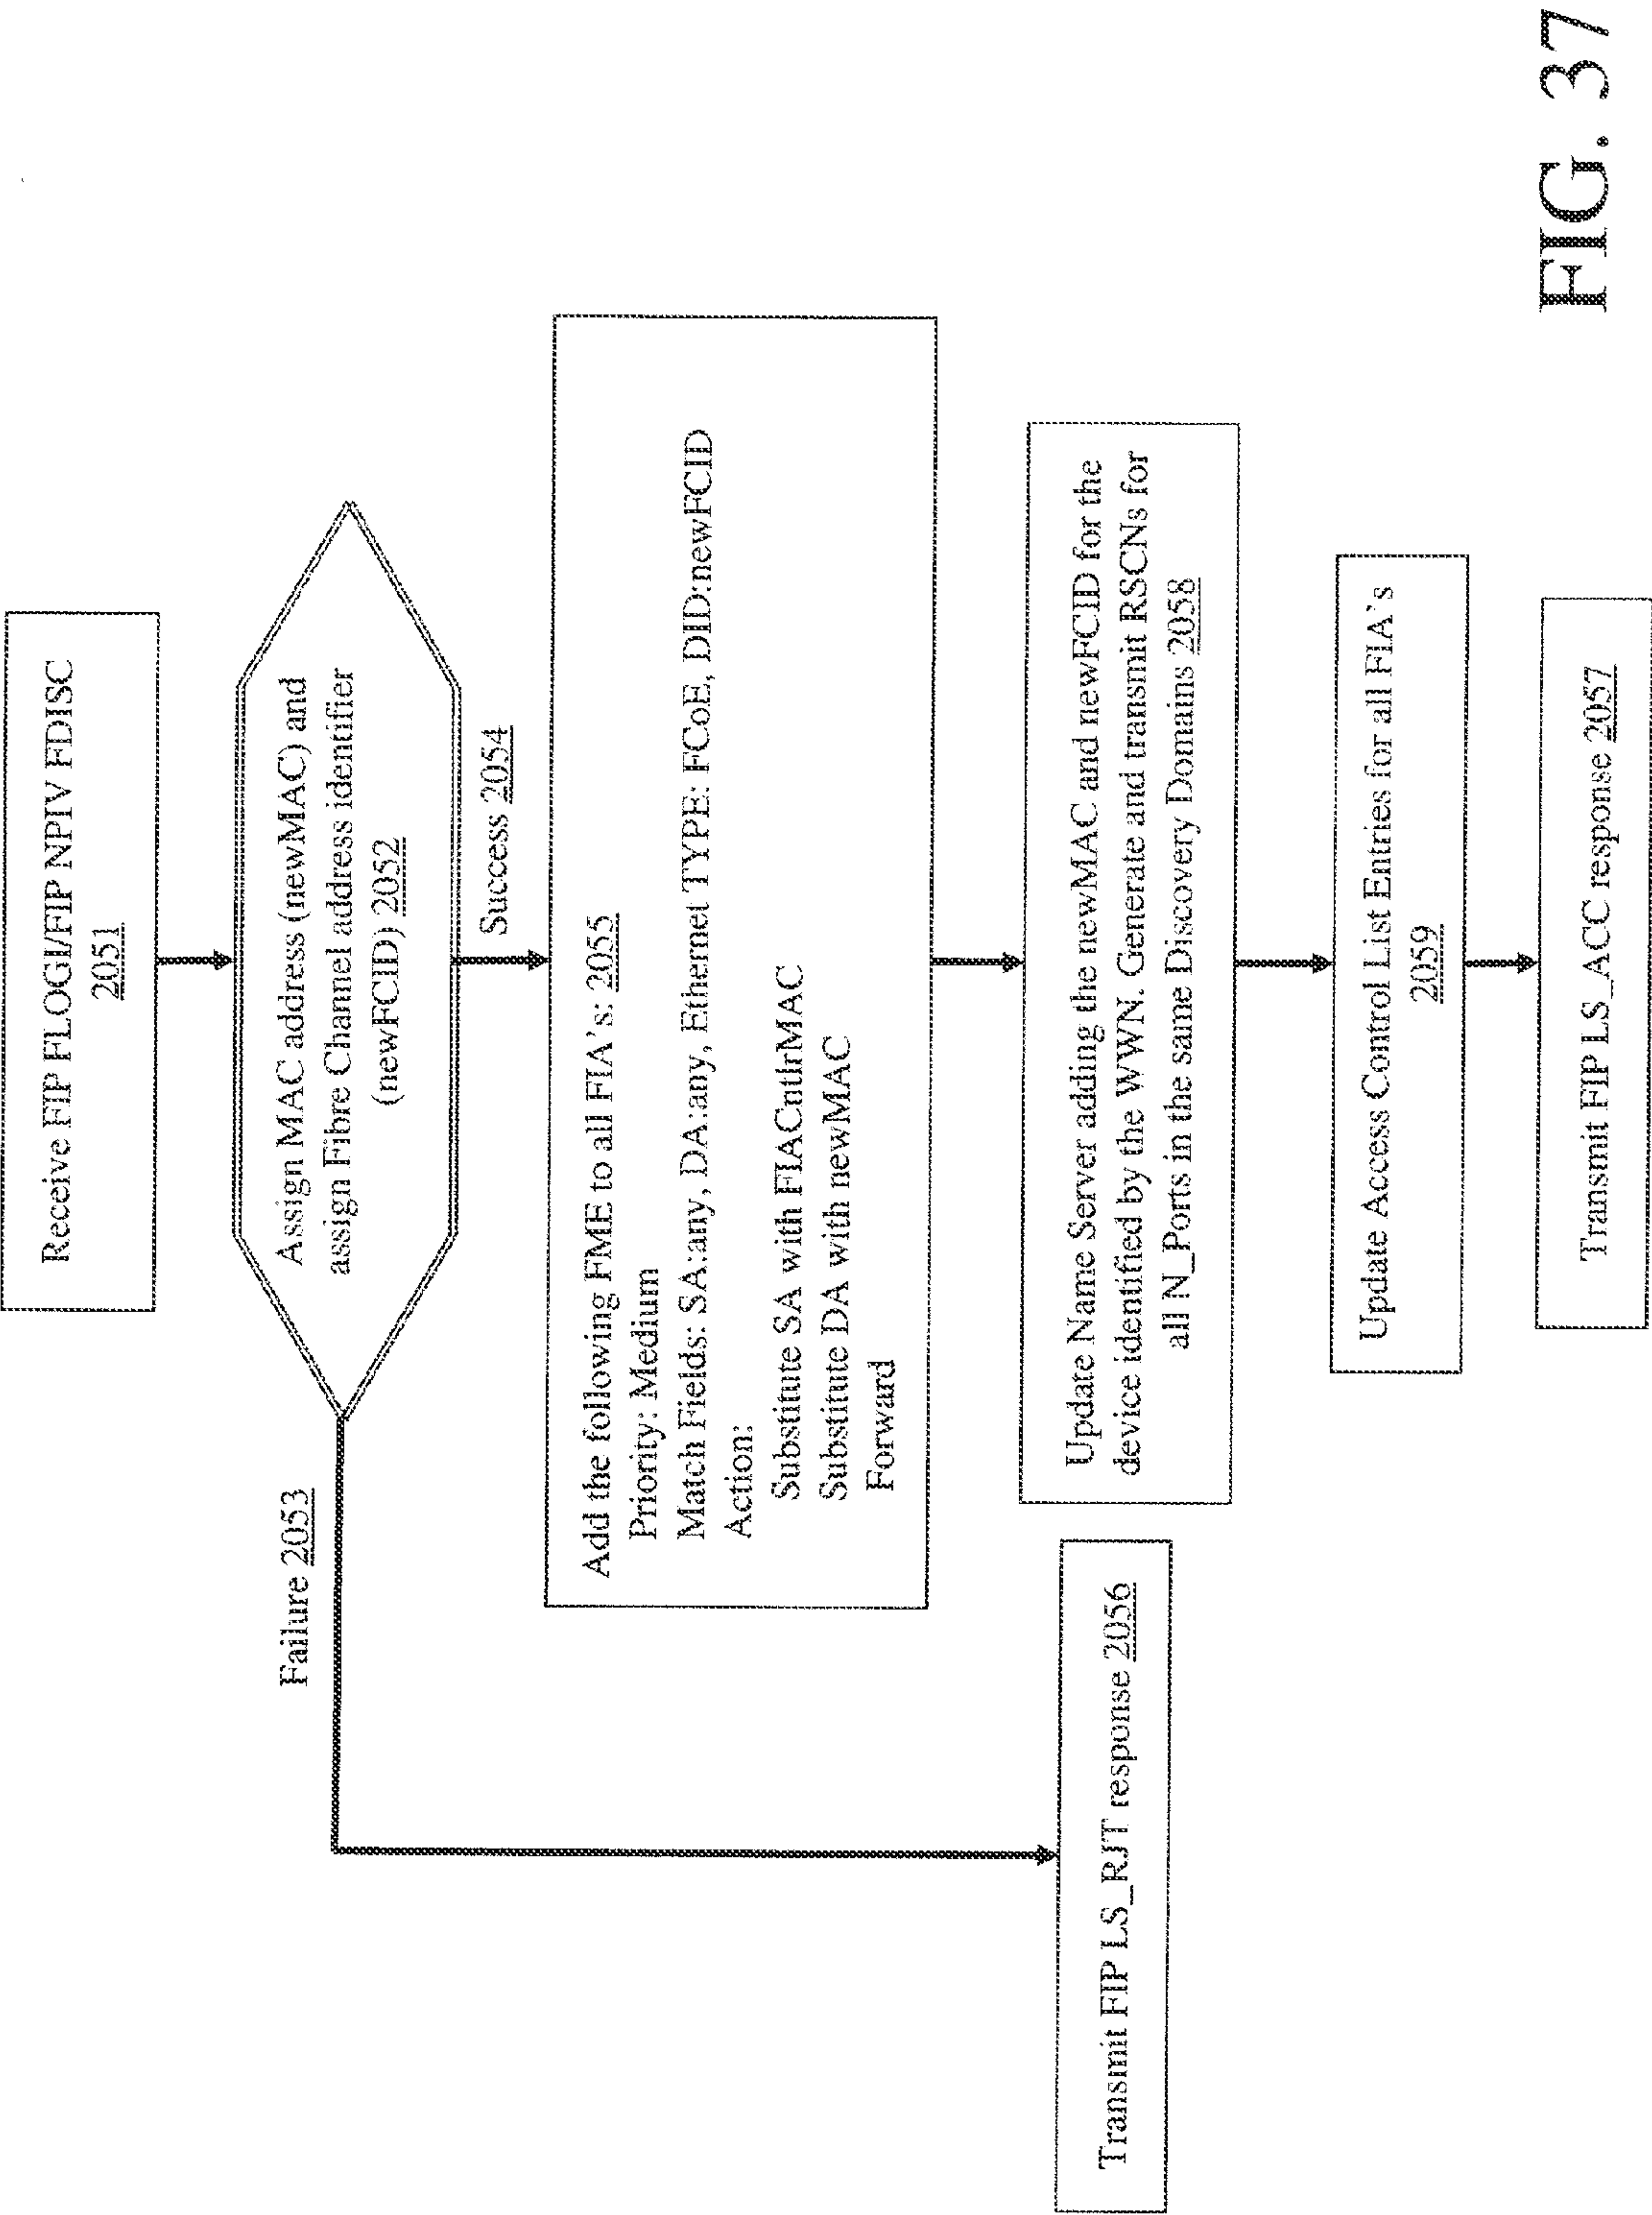 Receive FIP FLOGI/FIP NPIV FDISC
2051
Assign MAC address (newMAC) and
assign Fibre Channel address identifier
(newFCID) 2052
Failure 2053
Success 2054
Add the following FME to all FIA's: 2055
Priority: Medium
Match Fields: SA:any, DA:any, Ethernet TYPE: FCoE, DID:newFCID
Action:
Substitute SA with FIACntlrMAC
Substitute DA with newMAC
Forward
Transmit FIP LS_RJT response 2056
Update Name Server adding the newMAC and newFCID for the
device identified by the WWN. Generate and transmit RSCNs for
all N_Ports in the same Discovery Domains 2058
Update Access Control List Entries for all FIA's
2059
Transmit FIP LS_ACC response 2057
FIG. 37